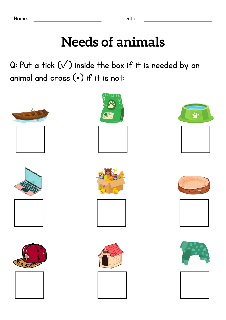 Name
Needs of animals
Q: Put a tick (√) inside the box if it is needed by an
animal and cross (×) if it is not: